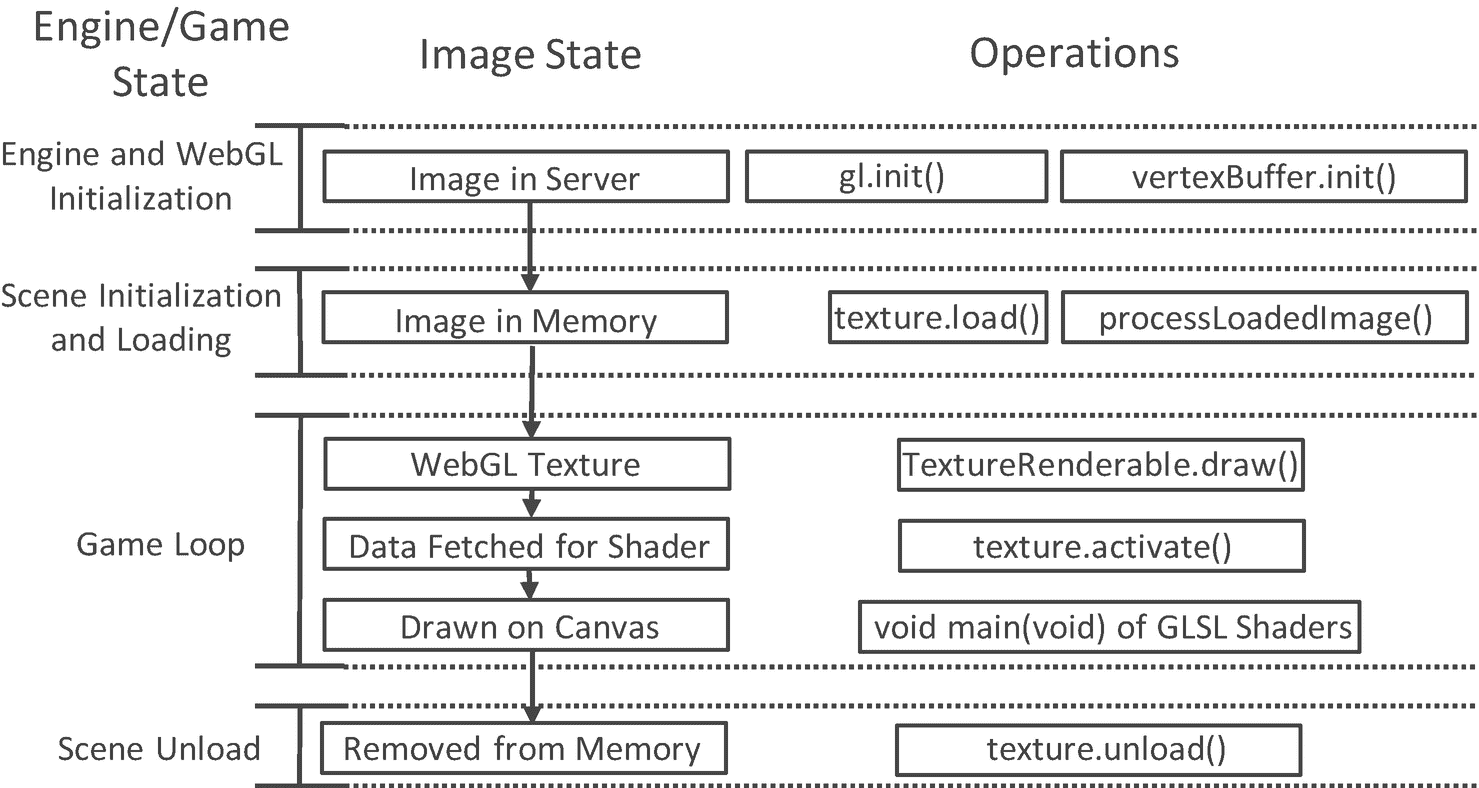 Engine/Game
State
Image State
Operations
Engine and WebGL
Initialization
Image in Server
gl.init()
vertexBuffer.init()
Scene Initialization
and Loading
Image in Memory
texture.load()
processLoadedImage()
Game Loop
WebGL Texture
TextureRenderable.draw()
Data Fetched for Shader
texture.activate()
Drawn on Canvas
void main(void) of GLSL Shaders
Scene Unload
Removed from Memory
texture.unload()